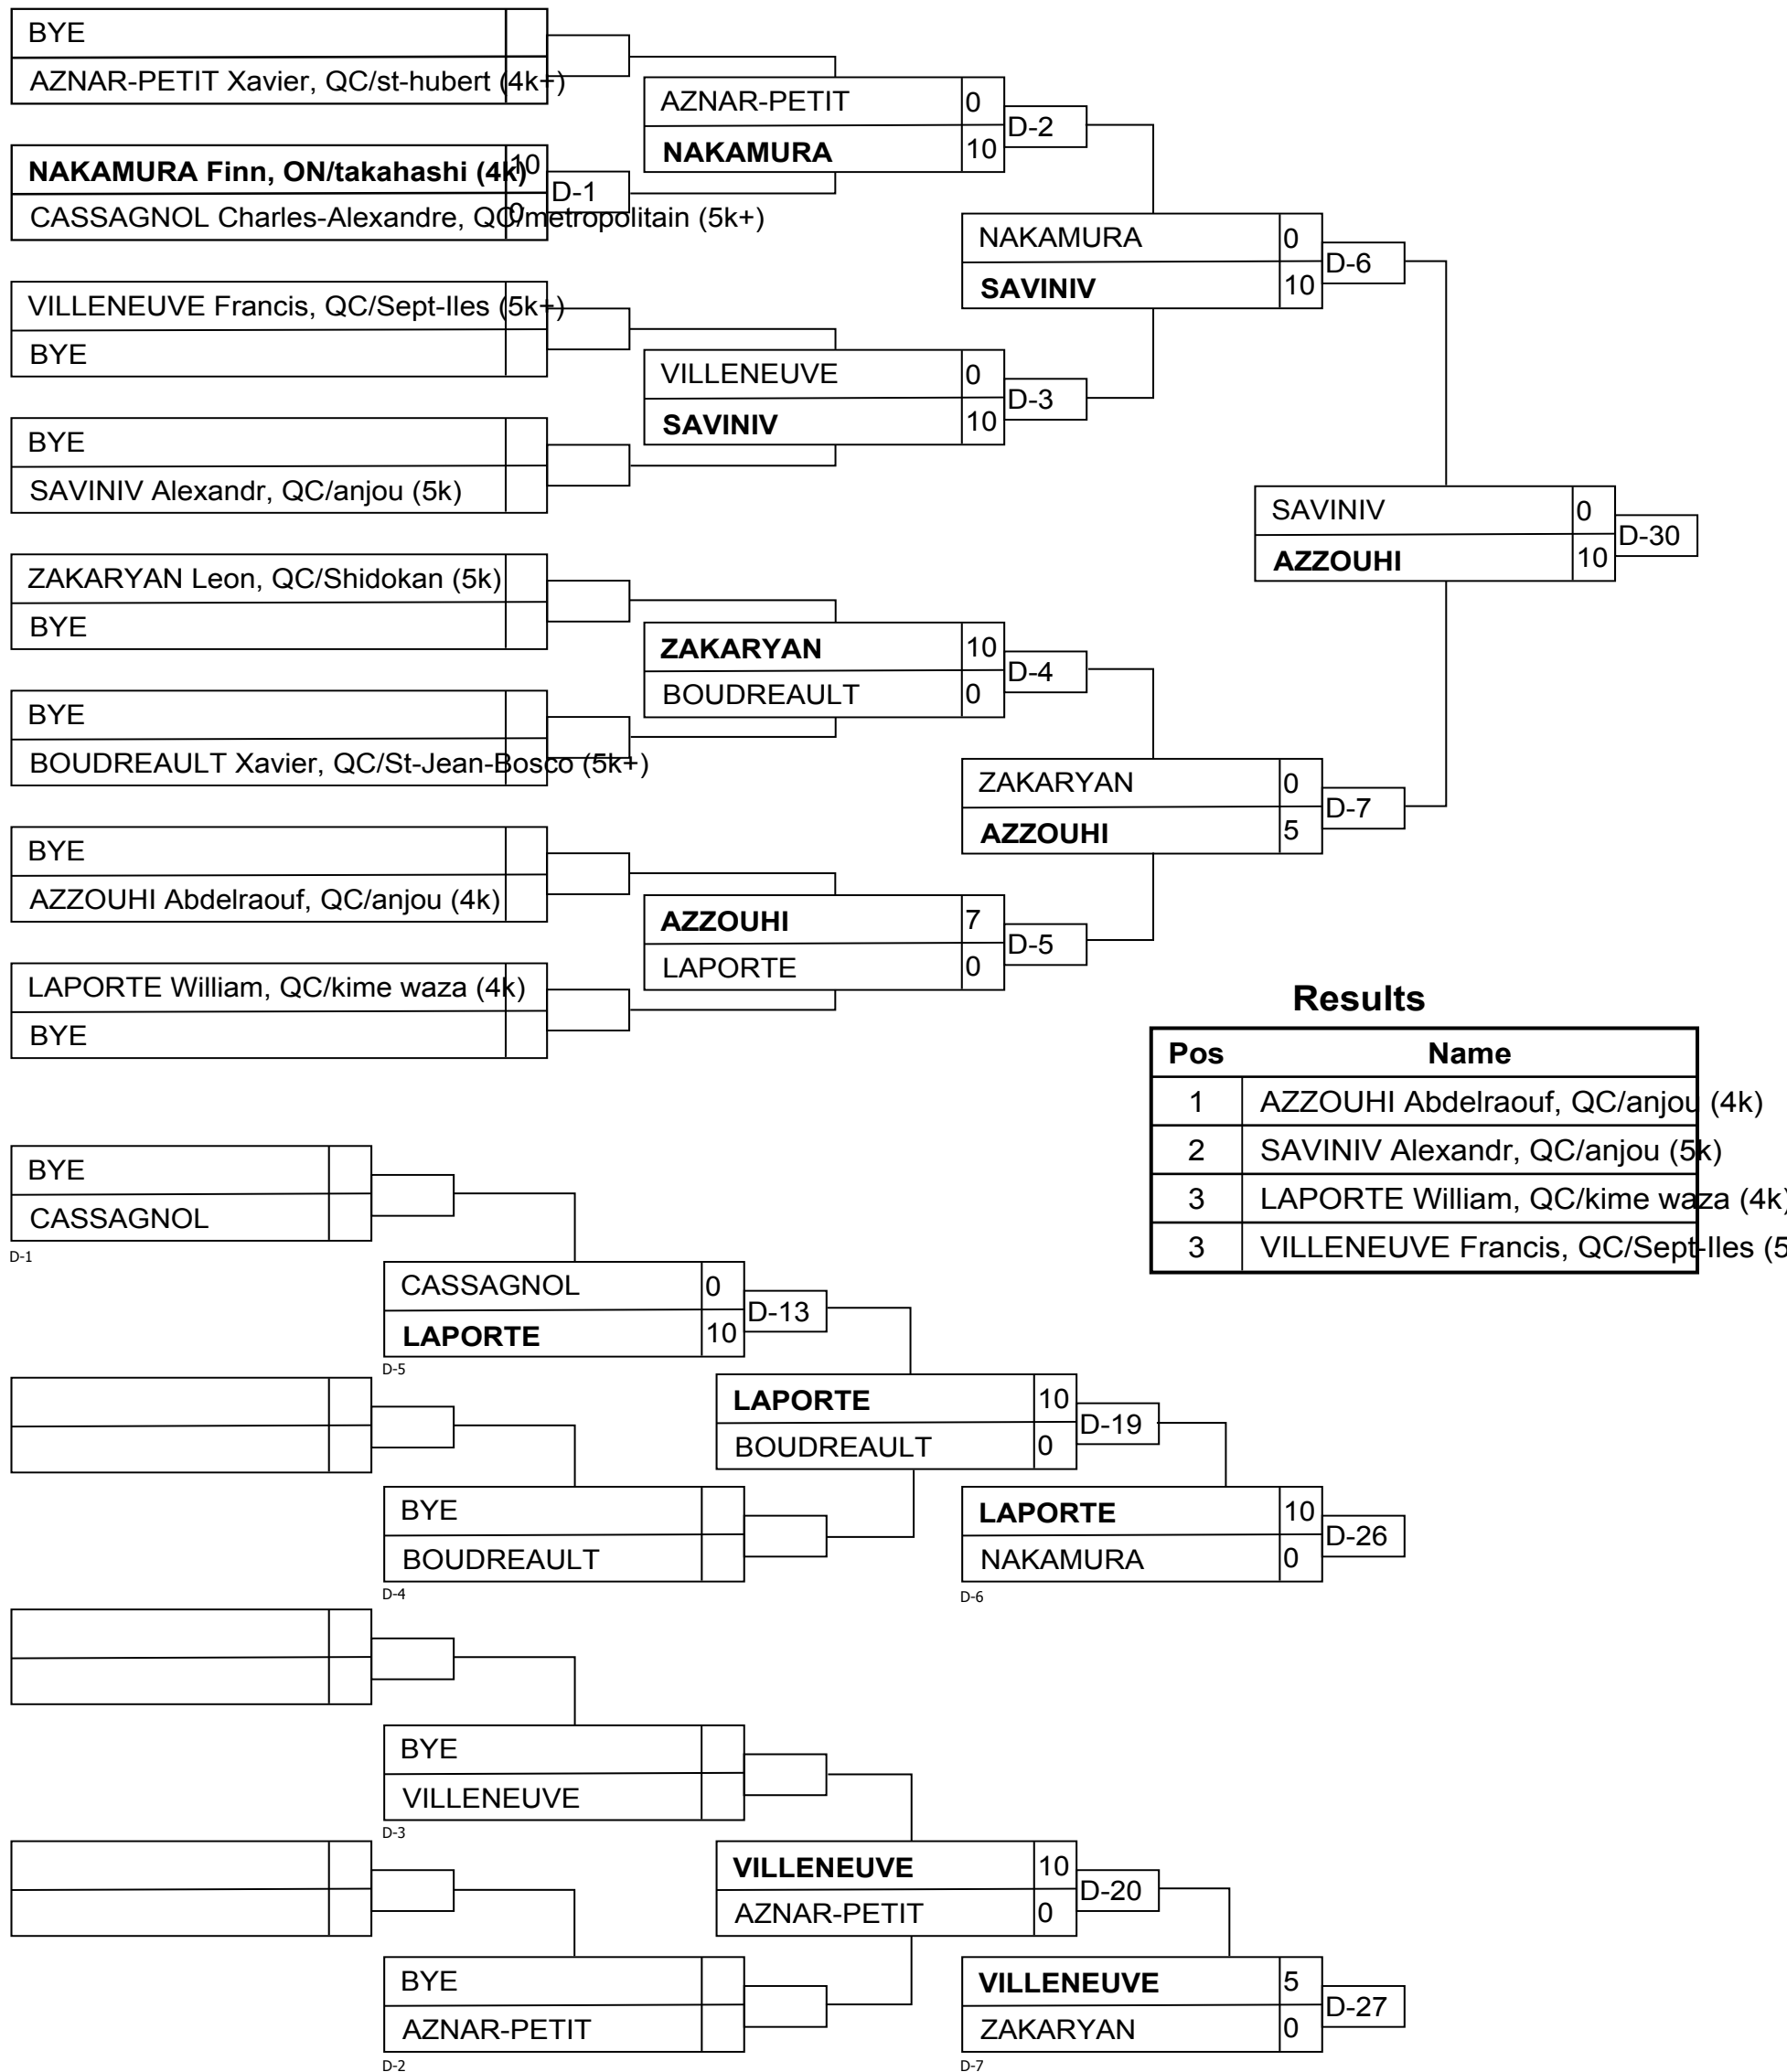 BYE
AZNAR-PETIT Xavier, QC/st-hubert (4k+)
NAKAMURA Finn, ON/takahashi (4k) 10
D-1
CASSAGNOL Charles-Alexandre, QC/metropolitain (5k+) 0
VILLENEUVE Francis, QC/Sept-Iles (5k+)
BYE
BYE
SAVINIV Alexandr, QC/anjou (5k)
ZAKARYAN Leon, QC/Shidokan (5k)
BYE
BYE
BOUDREAULT Xavier, QC/St-Jean-Bosco (5k+)
BYE
AZZOUHI Abdelraouf, QC/anjou (4k)
LAPORTE William, QC/kime waza (4k)
BYE
AZNAR-PETIT 0
D-2
NAKAMURA 10
VILLENEUVE 0
D-3
SAVINIV 10
ZAKARYAN 10
D-4
BOUDREAULT 0
AZZOUHI 7
D-5
LAPORTE 0
NAKAMURA 0
D-6
SAVINIV 10
ZAKARYAN 0
D-7
AZZOUHI 5
SAVINIV 0
D-30
AZZOUHI 10
Results
Pos Name
1 AZZOUHI Abdelraouf, QC/anjou (4k)
2 SAVINIV Alexandr, QC/anjou (5k)
3 LAPORTE William, QC/kime waza (4k)
3 VILLENEUVE Francis, QC/Sept-Iles (5
BYE
CASSAGNOL
D-1
CASSAGNOL 0
D-13
LAPORTE 10
D-5
BYE
BOUDREAULT
D-4
LAPORTE 10
D-19
BOUDREAULT 0
LAPORTE 10
D-26
NAKAMURA 0
D-6
BYE
VILLENEUVE
D-3
BYE
AZNAR-PETIT
D-2
VILLENEUVE 10
D-20
AZNAR-PETIT 0
VILLENEUVE 5
D-27
ZAKARYAN 0
D-7